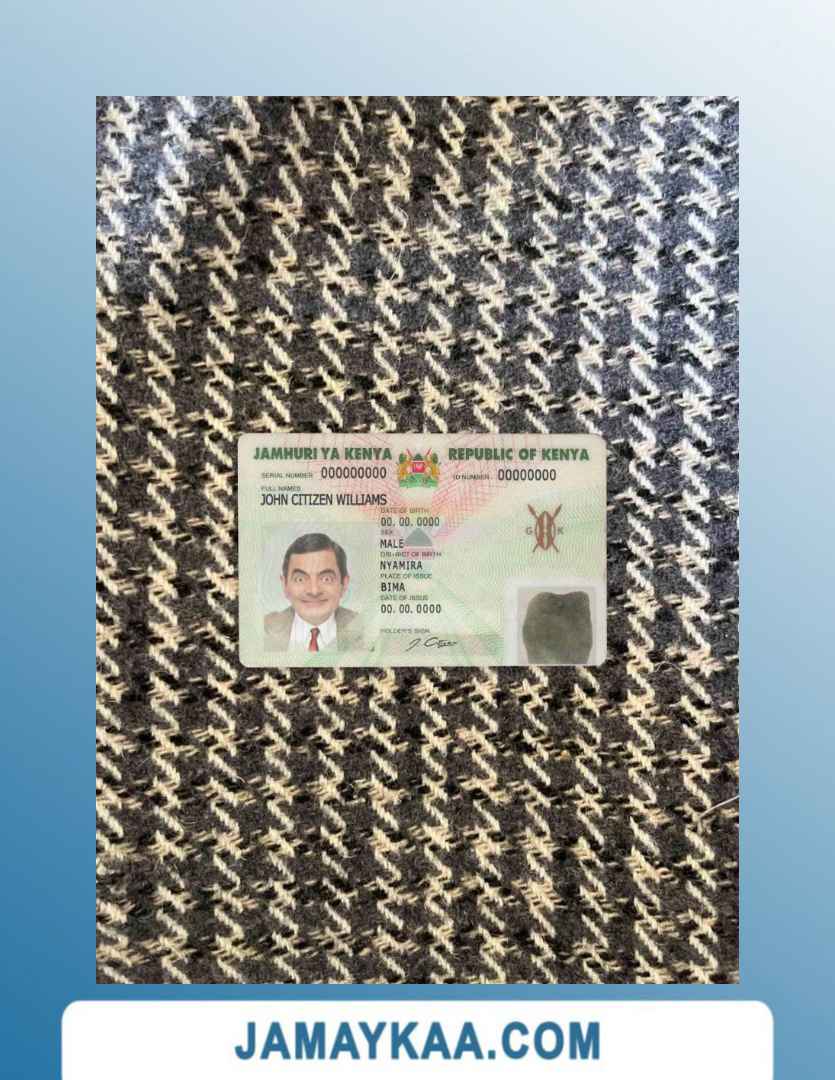 JAMHURI YA KENYA REPUBLIC OF KENYA
SERIAL NUMBER 000000000 ID NUMBER 00000000
FULL NAMES
JOHN CITIZEN WILLIAMS
DATE OF BIRTH
00. 00. 0000
SEX
MALE
G K
DISTRICT OF BIRTH
NYAMIRA
PLACE OF ISSUE
BIMA
DATE OF ISSUE
00. 00. 0000
HOLDER'S SIGN.
JAMAYKAA.COM